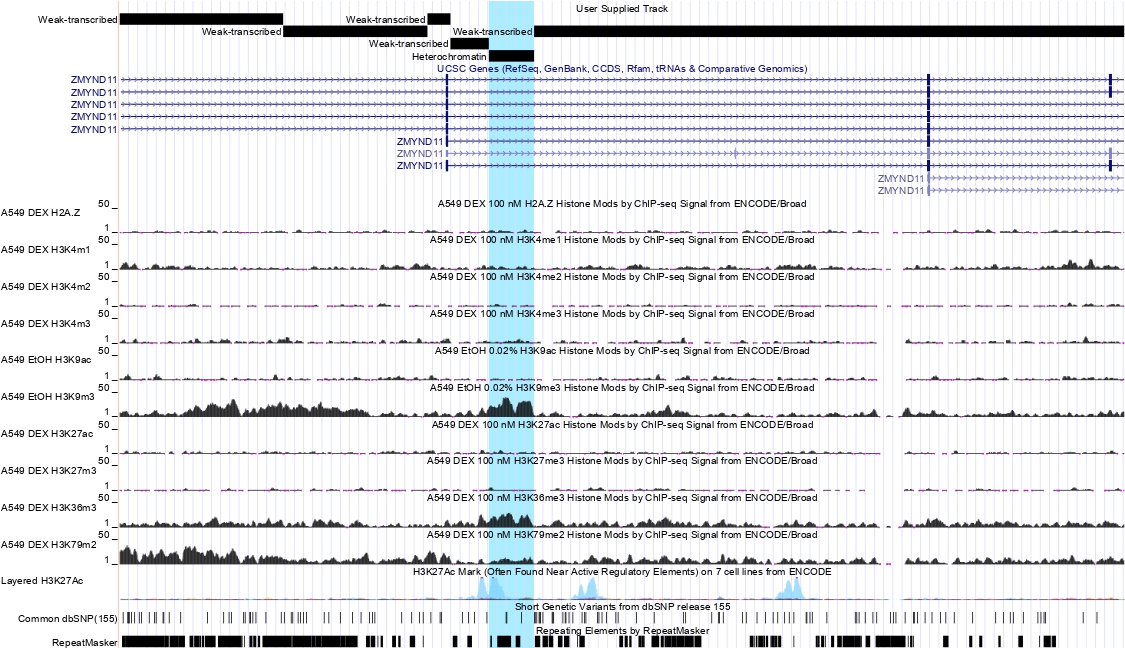 User Supplied Track
Weak-transcribed Weak-transcribed
Weak-transcribed Weak-transcribed
Weak-transcribed
Heterochromatin
UCSC Genes (RefSeq, GenBank, CCDS, Rfam, tRNAs & Comparative Genomics)
ZMYND11
ZMYND11
ZMYND11
ZMYND11
ZMYND11
ZMYND11
ZMYND11
ZMYND11
ZMYND11
ZMYND11
A549 DEX 100 nM H2A.Z Histone Mods by ChIP-seq Signal from ENCODE/Broad
50
A549 DEX H2A.Z
1
A549 DEX 100 nM H3K4me1 Histone Mods by ChIP-seq Signal from ENCODE/Broad
50
A549 DEX H3K4m1
1
A549 DEX 100 nM H3K4me2 Histone Mods by ChIP-seq Signal from ENCODE/Broad
50
A549 DEX H3K4m2
1
A549 DEX 100 nM H3K4me3 Histone Mods by ChIP-seq Signal from ENCODE/Broad
50
A549 DEX H3K4m3
1
A549 EtOH 0.02% H3K9ac Histone Mods by ChIP-seq Signal from ENCODE/Broad
50
A549 EtOH H3K9ac
1
A549 EtOH 0.02% H3K9me3 Histone Mods by ChIP-seq Signal from ENCODE/Broad
50
A549 EtOH H3K9m3
1
A549 DEX 100 nM H3K27ac Histone Mods by ChIP-seq Signal from ENCODE/Broad
50
A549 DEX H3K27ac
1
A549 DEX 100 nM H3K27me3 Histone Mods by ChIP-seq Signal from ENCODE/Broad
50
A549 DEX H3K27m3
1
A549 DEX 100 nM H3K36me3 Histone Mods by ChIP-seq Signal from ENCODE/Broad
50
A549 DEX H3K36m3
1
A549 DEX 100 nM H3K79me2 Histone Mods by ChIP-seq Signal from ENCODE/Broad
50
A549 DEX H3K79m2
1
H3K27Ac Mark (Often Found Near Active Regulatory Elements) on 7 cell lines from ENCODE
Layered H3K27Ac
Short Genetic Variants from dbSNP release 155
Common dbSNP(155)
Repeating Elements by RepeatMasker
RepeatMasker